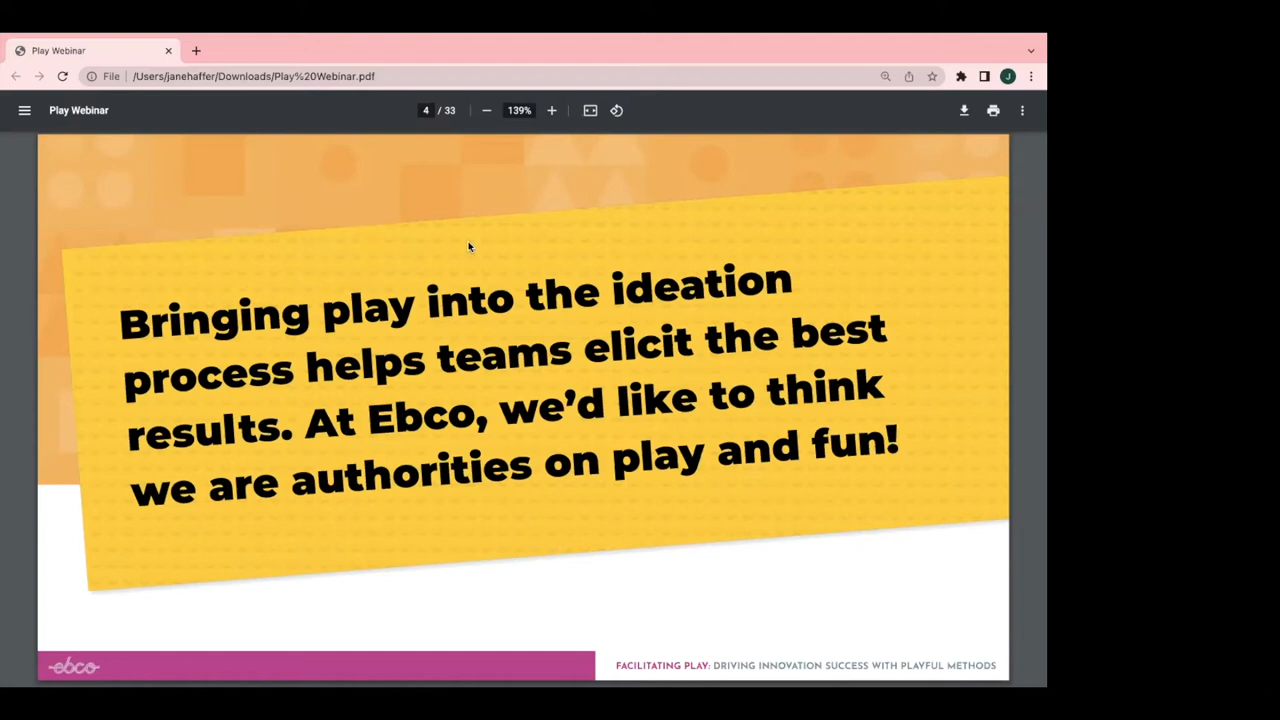 Play Webinar
File
/Users/janehaffer/Downloads/Play%20Webinar.pdf
J
Play Webinar
4 / 33
139%
Bringing play into the ideation
process helps teams elicit the best
results. At Ebco, we’d like to think
we are authorities on play and fun!
ebco
FACILITATING PLAY: DRIVING INNOVATION SUCCESS WITH PLAYFUL METHODS